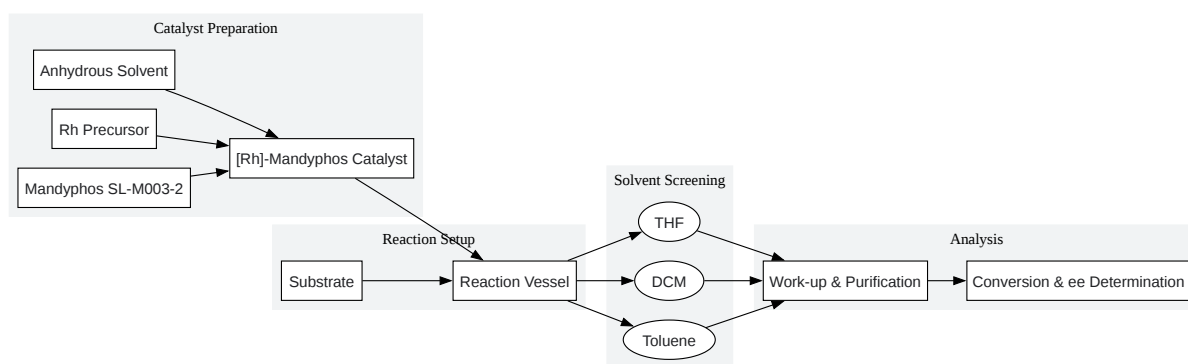 Catalyst Preparation
Anhydrous Solvent
Rh Precursor
[Rh]-Mandyphos Catalyst
Mandyphos SL-M003-2
Reaction Setup
Substrate
Reaction Vessel
Solvent Screening
THF
DCM
Toluene
Analysis
Work-up & Purification
Conversion & ee Determination